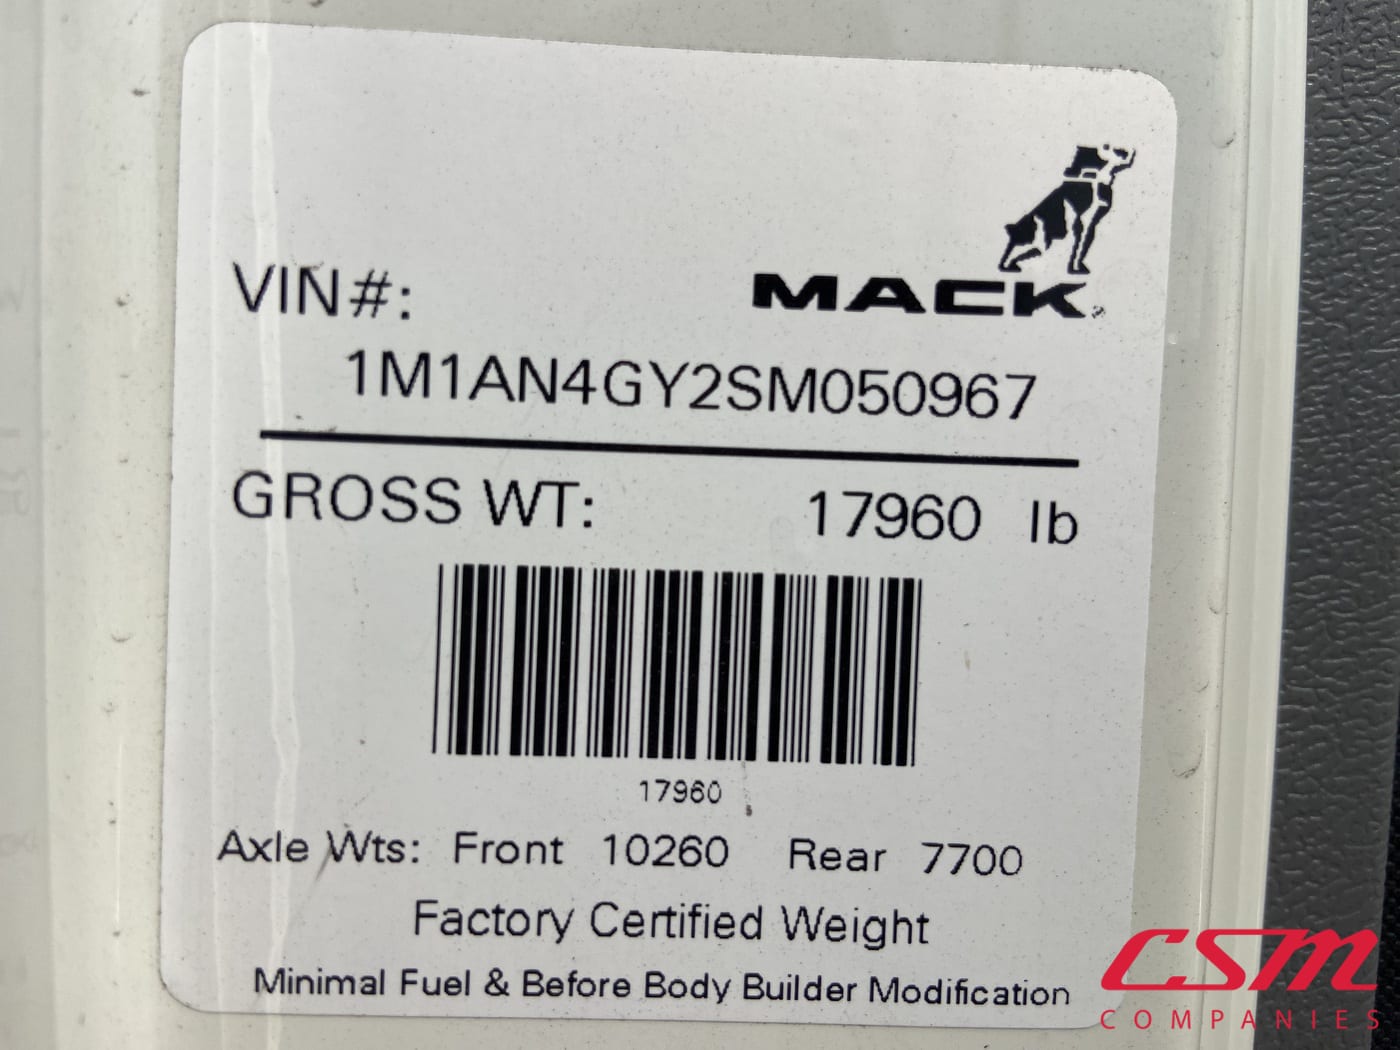 MACK
VIN#:
1M1AN4GY2SM050967
GROSS WT: 17960 lb
17960
Axle Wts: Front 10260 Rear 7700
Factory Certified Weight
Minimal Fuel & Before Body Builder Modification
CSM
COMPANIES